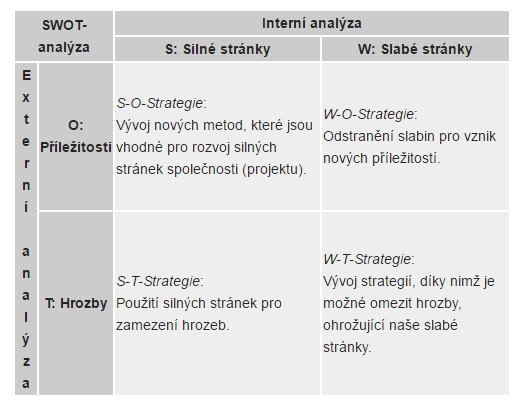 SWOT-
analýza
Interní analýza
S: Silné stránky
W: Slabé stránky
Externí analýza
O:
Příležitosti
S-O-Strategie:
Vývoj nových metod, které jsou
vhodné pro rozvoj silných
stránek společnosti (projektu).
W-O-Strategie:
Odstranění slabin pro vznik
nových příležitostí.
T: Hrozby
S-T-Strategie:
Použití silných stránek pro
zamezení hrozeb.
W-T-Strategie:
Vývoj strategií, díky nimž je
možné omezit hrozby,
ohrožující naše slabé
stránky.